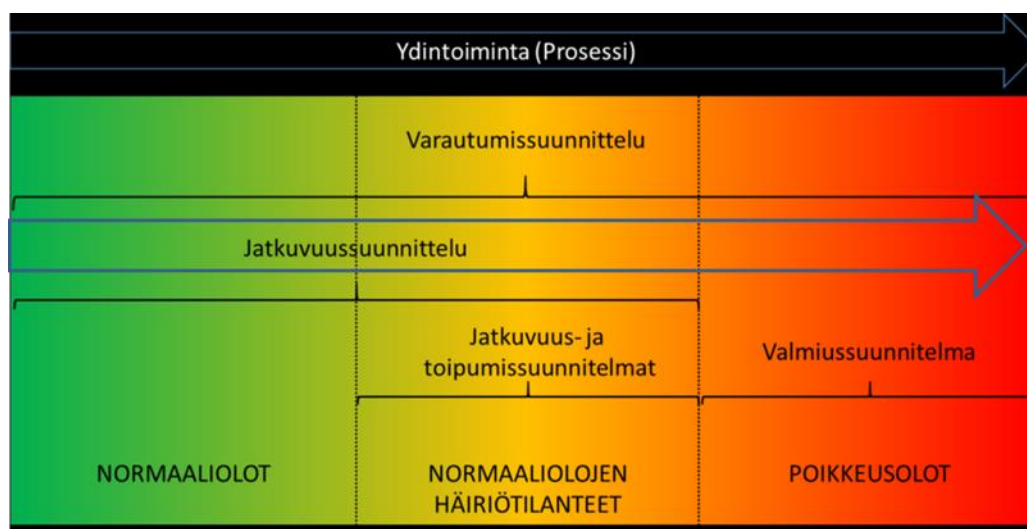 Ydintoiminta (Prosessi)
Varautumissuunnittelu
Jatkuvuussuunnittelu
Jatkuvuus- ja
toipumissuunnitelmat
Valmiussuunnitelma
NORMAALIOLOT
NORMAALIOLOJEN
HÄIRIÖTILANTEET
POIKKEUSOLOT